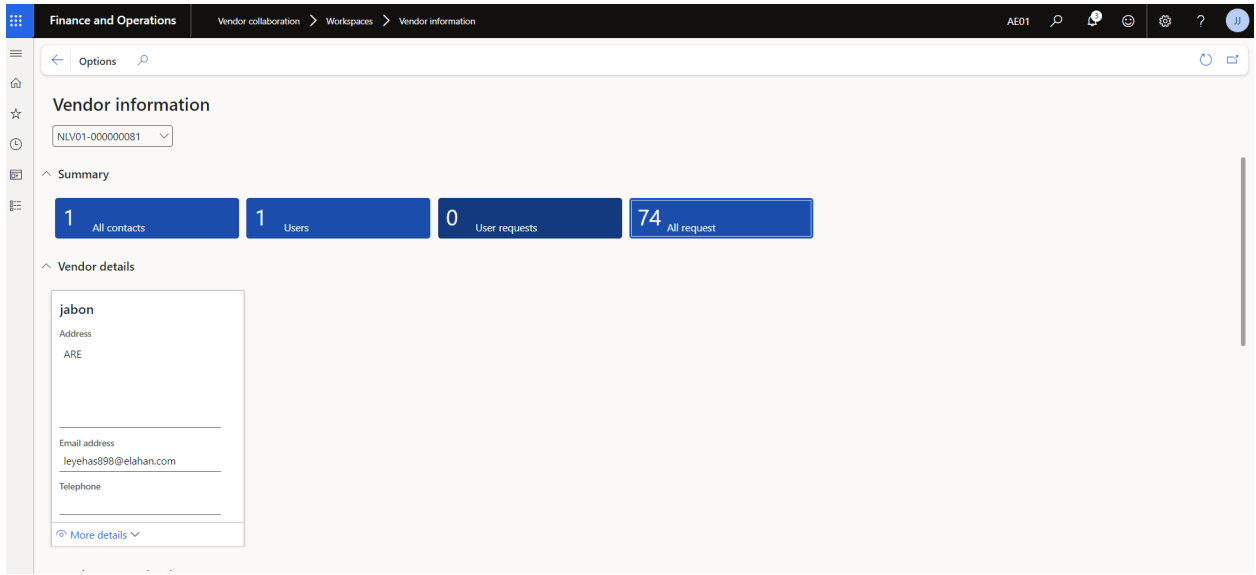 Finance and Operations
Vendor collaboration > Workspaces > Vendor information
AE01
3
?
JJ
Options
Vendor information
NLV01-000000081
Summary
1 All contacts
1 Users
0 User requests
74 All request
Vendor details
jabon
Address
ARE
Email address
leyehas898@elahan.com
Telephone
More details